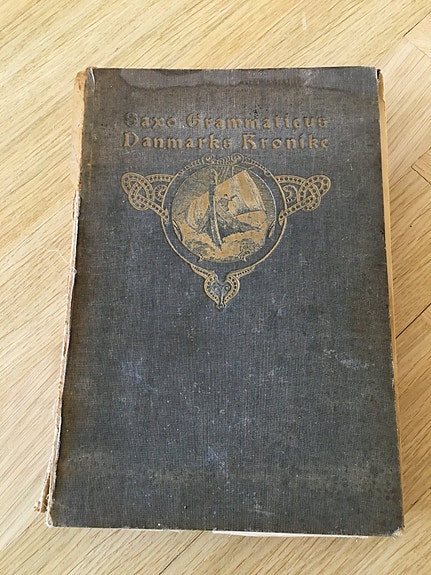 Saxo Grammaticus
Danmarks Krønike